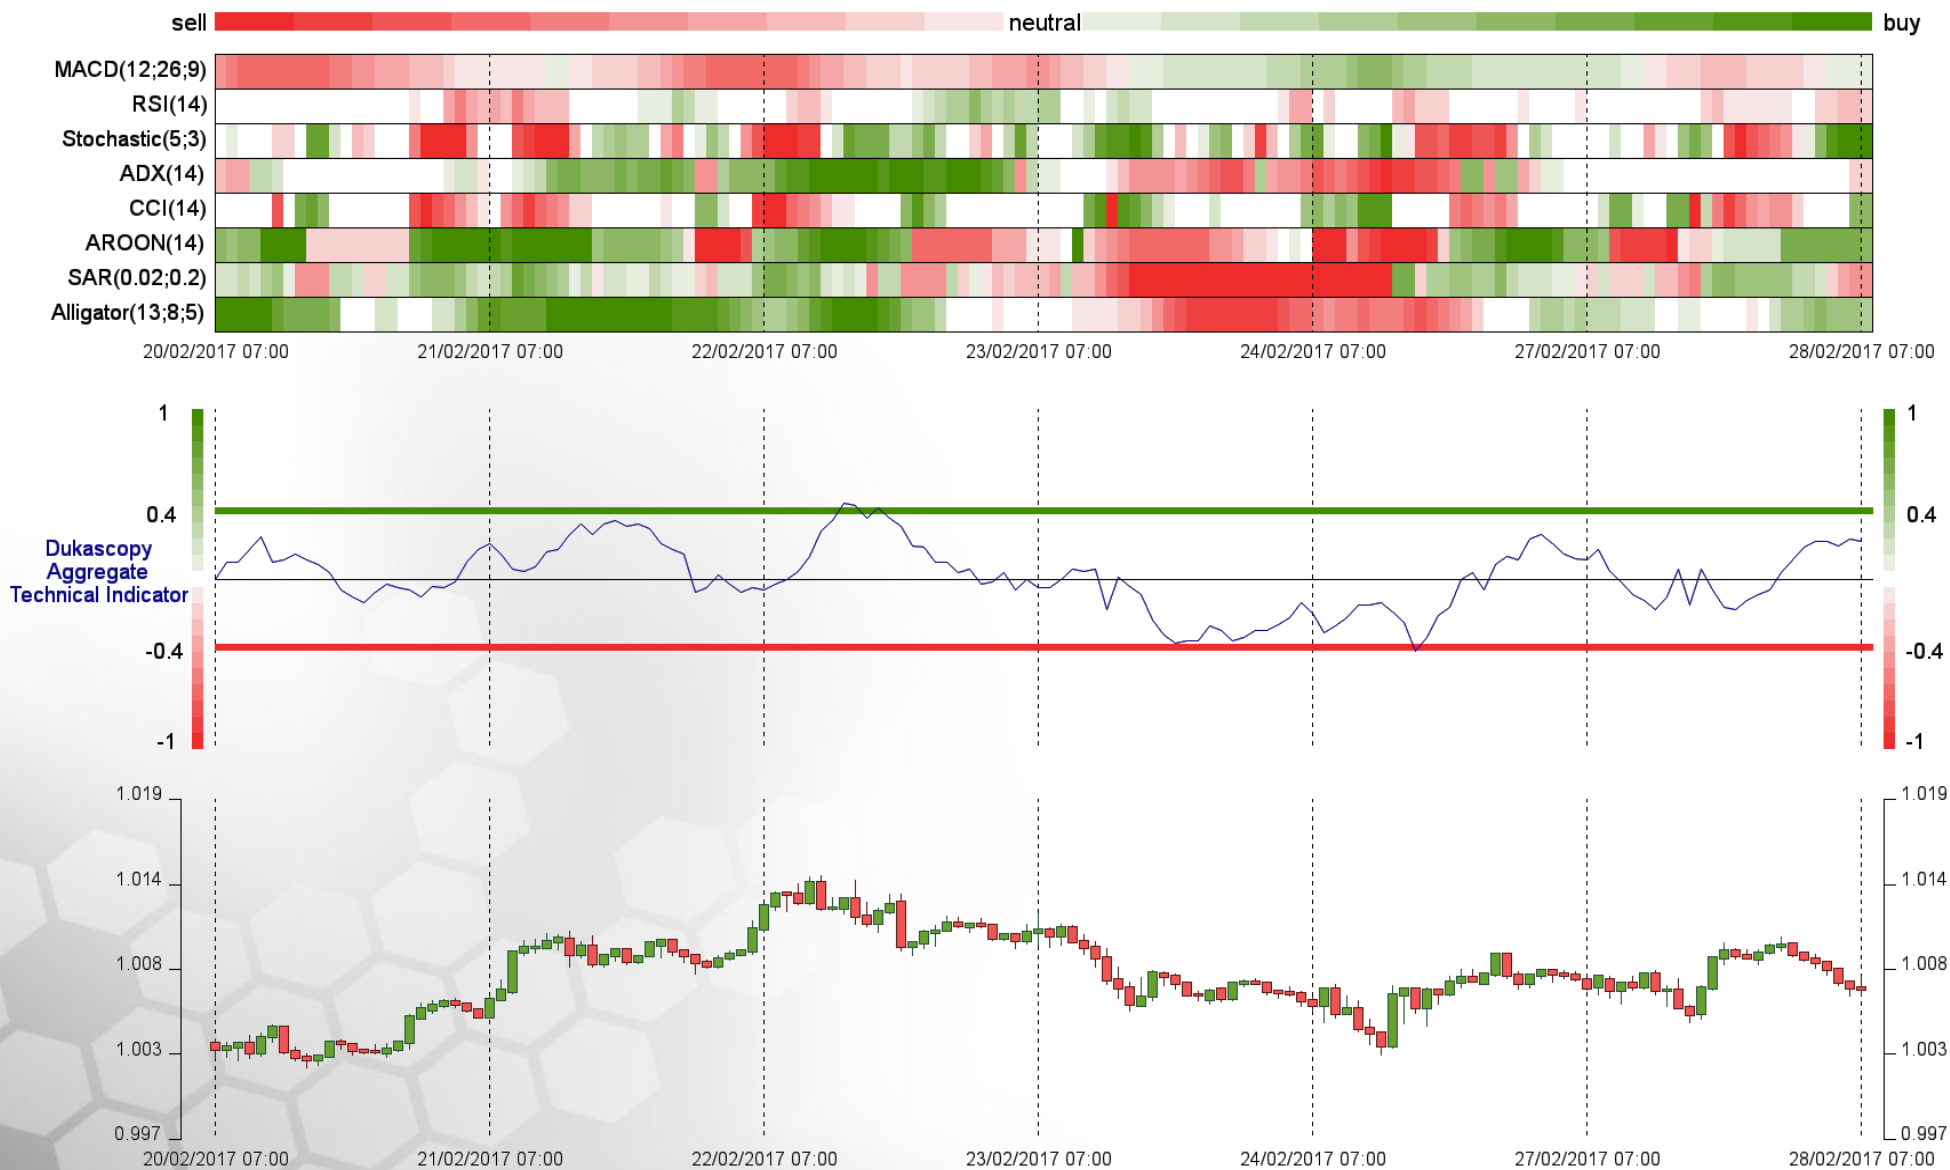 sell neutral buy
MACD(12;26;9)
RSI(14)
Stochastic(5;3)
ADX(14)
CCI(14)
AROON(14)
SAR(0.02;0.2)
Alligator(13;8;5)
20/02/2017 07:00 21/02/2017 07:00 22/02/2017 07:00 23/02/2017 07:00 24/02/2017 07:00 27/02/2017 07:00 28/02/2017 07:00
1 1
0.4 0.4
Dukascopy
Aggregate
Technical Indicator
-0.4 -0.4
-1 -1
1.019 1.019
1.014 1.014
1.008 1.008
1.003 1.003
0.997 0.997
20/02/2017 07:00 21/02/2017 07:00 22/02/2017 07:00 23/02/2017 07:00 24/02/2017 07:00 27/02/2017 07:00 28/02/2017 07:00